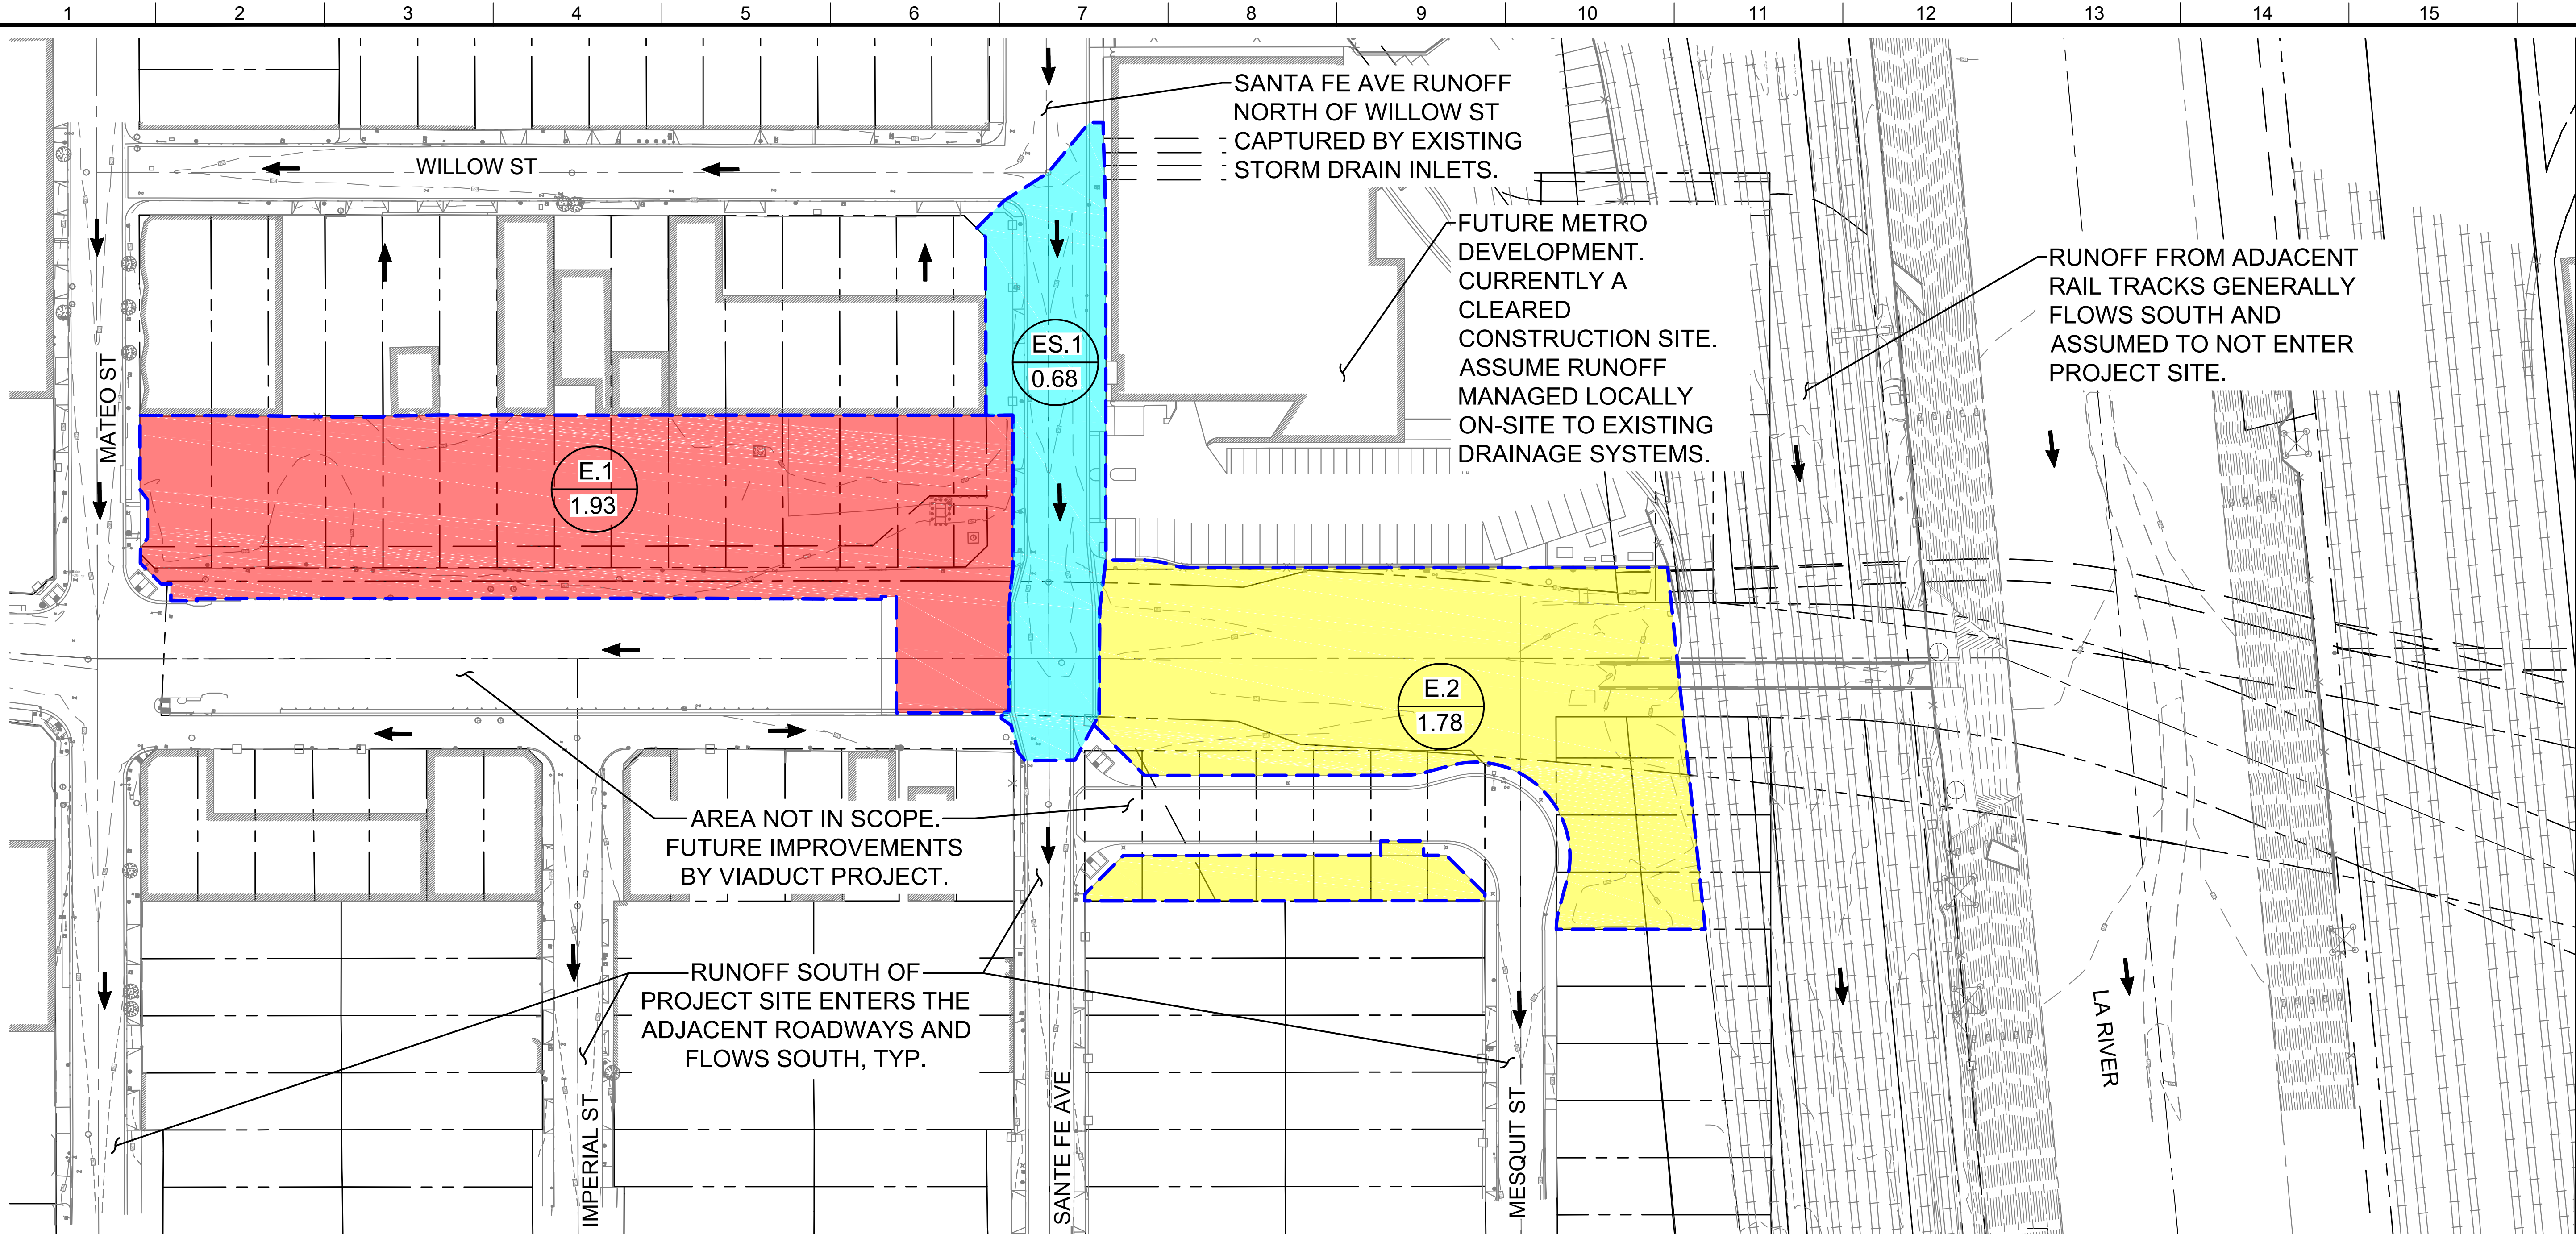 1 2 3 4 5 6 7 8 9 10 11 12 13 14 15
SANTA FE AVE RUNOFF
NORTH OF WILLOW ST
CAPTURED BY EXISTING
STORM DRAIN INLETS.
WILLOW ST
FUTURE METRO
DEVELOPMENT.
CURRENTLY A
CLEARED
CONSTRUCTION SITE.
ASSUME RUNOFF
MANAGED LOCALLY
ON-SITE TO EXISTING
DRAINAGE SYSTEMS.
RUNOFF FROM ADJACENT
RAIL TRACKS GENERALLY
FLOWS SOUTH AND
ASSUMED TO NOT ENTER
PROJECT SITE.
MATEO ST
ES.1
0.68
E.1
1.93
E.2
1.78
AREA NOT IN SCOPE.
FUTURE IMPROVEMENTS
BY VIADUCT PROJECT.
RUNOFF SOUTH OF
PROJECT SITE ENTERS THE
ADJACENT ROADWAYS AND
FLOWS SOUTH, TYP.
IMPERIAL ST
SANTE FE AVE
MESQUIT ST
LA RIVER